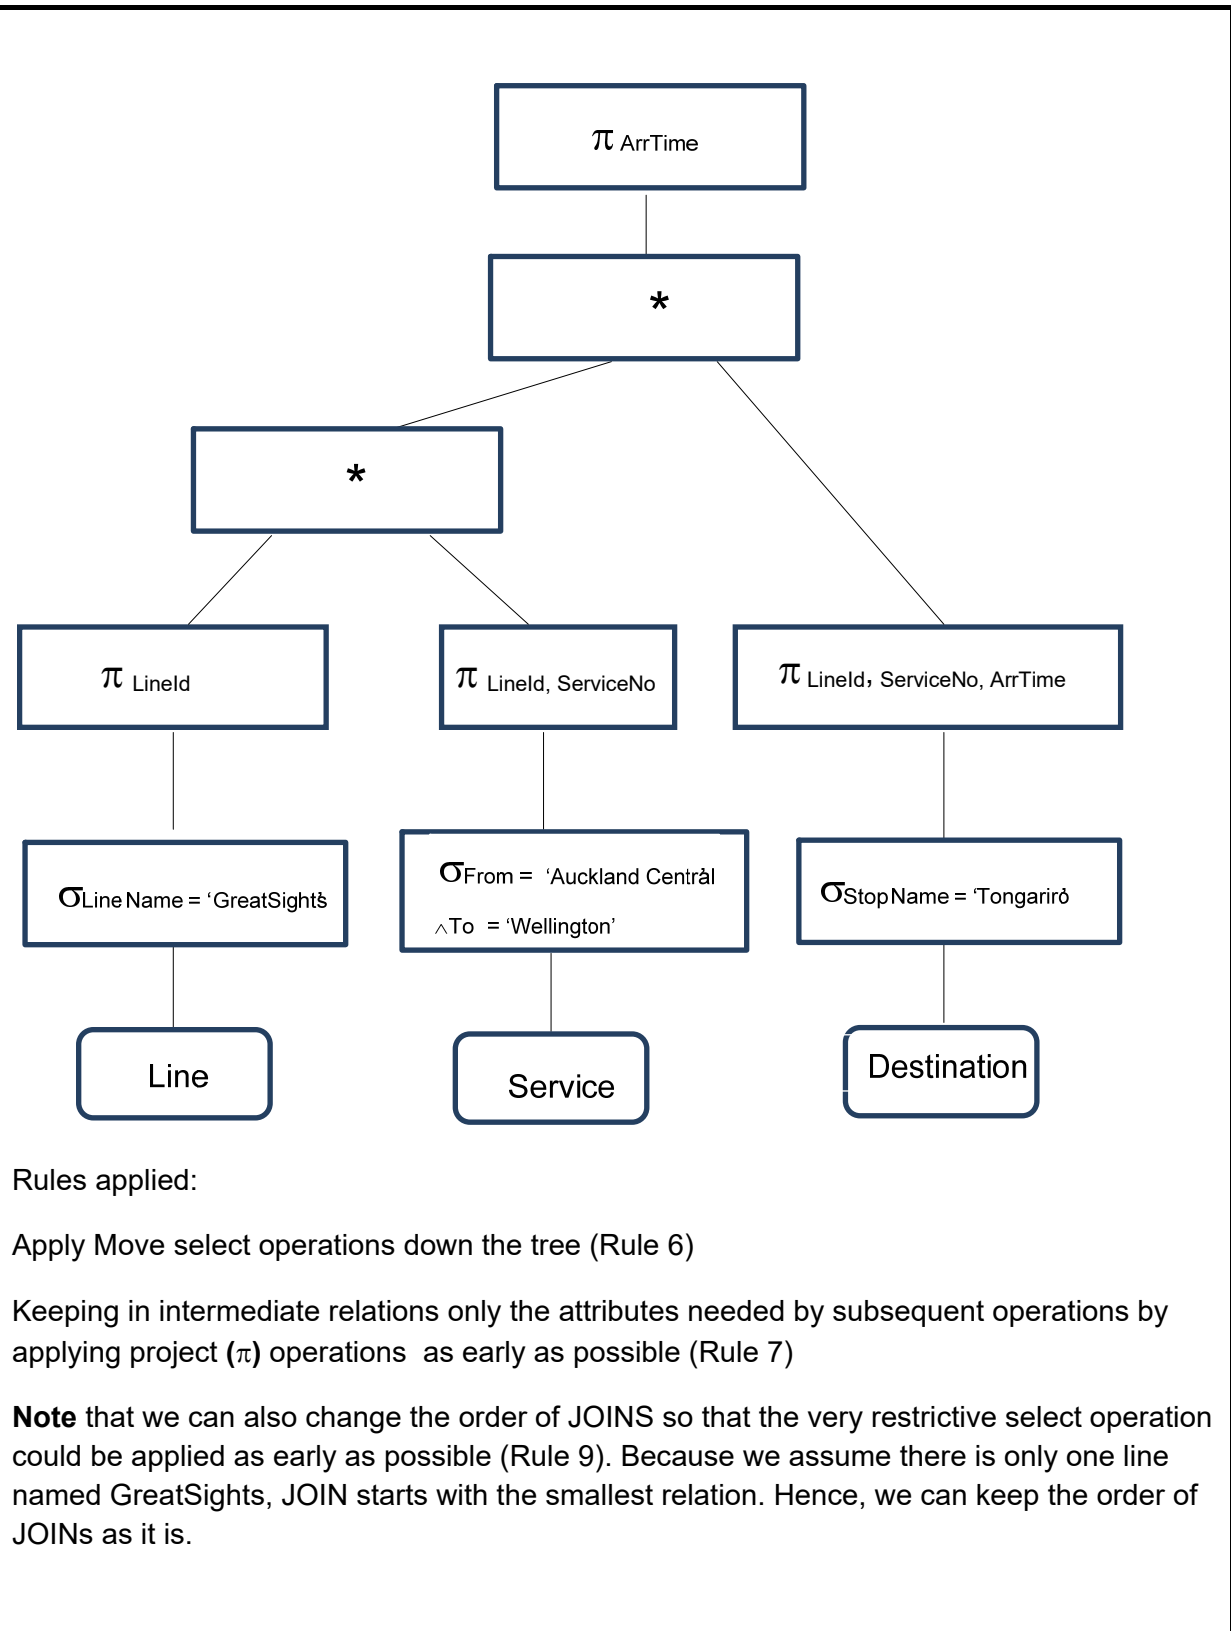 π ArrTime
*
*
π LineId
π LineId, ServiceNo
π LineId, ServiceNo, ArrTime
σFrom = ‘Auckland Central’
σLineName = ‘GreatSights’
σStopName = ‘Tongariro’
∧To = ‘Wellington’
Line
Service
Destination
Rules applied:
Apply Move select operations down the tree (Rule 6)
Keeping in intermediate relations only the attributes needed by subsequent operations by
applying project (π) operations as early as possible (Rule 7)
Note that we can also change the order of JOINS so that the very restrictive select operation
could be applied as early as possible (Rule 9). Because we assume there is only one line
named GreatSights, JOIN starts with the smallest relation. Hence, we can keep the order of
JOINs as it is.